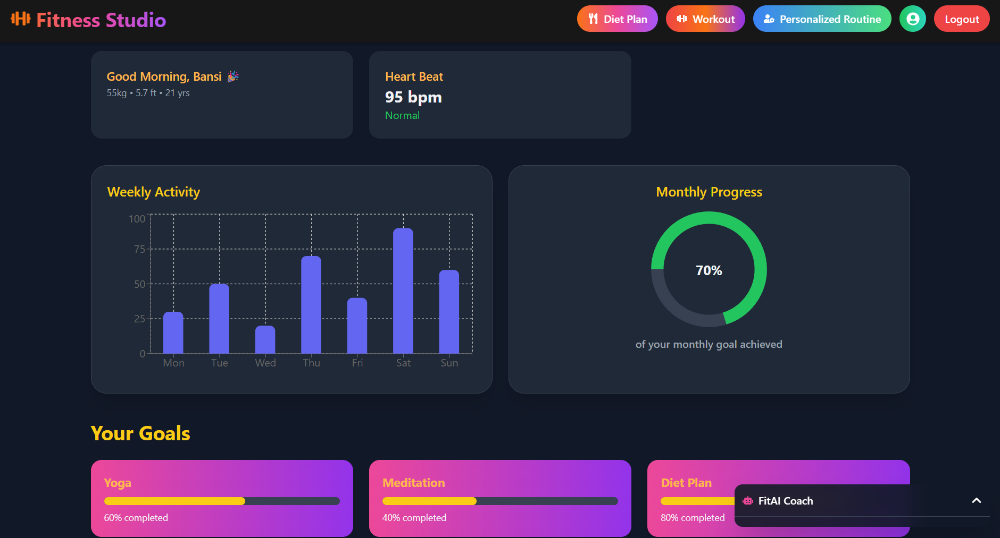 Fitness Studio
Diet Plan
Workout
Personalized Routine
Logout
Good Morning, Bansi 🎉
55kg • 5.7 ft • 21 yrs
Heart Beat
95 bpm
Normal
Weekly Activity
100
75
50
25
0
Mon Tue Wed Thu Fri Sat Sun
Monthly Progress
70%
of your monthly goal achieved
Your Goals
Yoga
60% completed
Meditation
40% completed
Diet Plan
80% completed
FitAI Coach